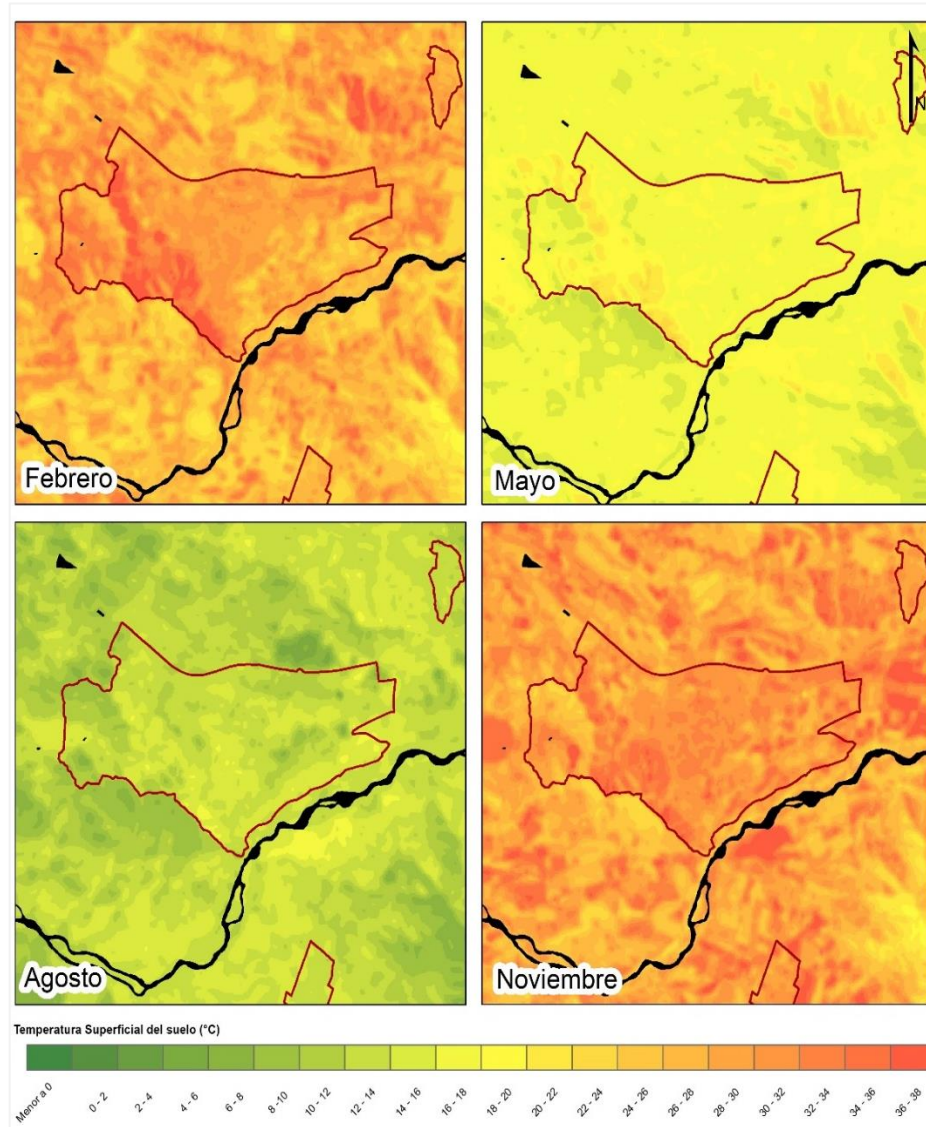 N
Febrero
Mayo
Agosto
Noviembre
Temperatura Superficial del suelo (°C)
Menor a 0
0 - 2
2 - 4
4 - 6
6 - 8
8 - 10
10 - 12
12 - 14
14 - 16
16 - 18
18 - 20
20 - 22
22 - 24
24 - 26
26 - 28
28 - 30
30 - 32
32 - 34
34 - 36
36 - 38